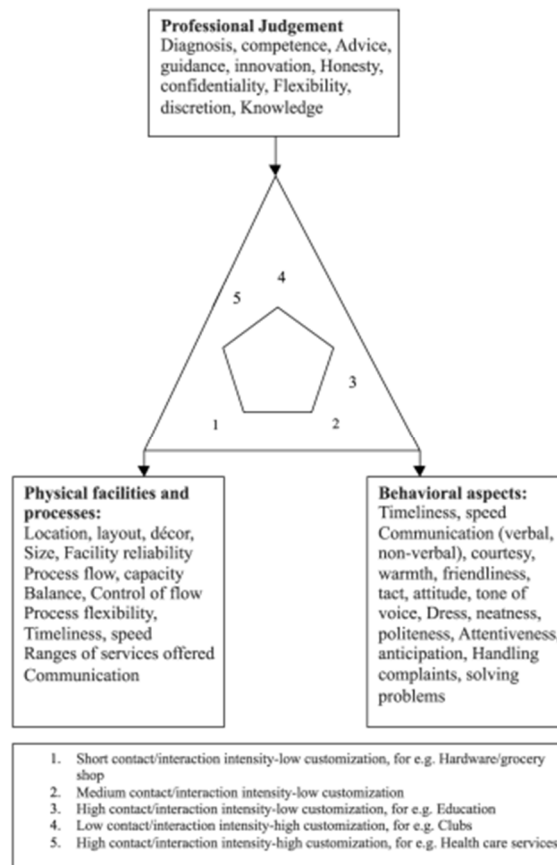 Professional Judgement
Diagnosis, competence, Advice,
guidance, innovation, Honesty,
confidentiality, Flexibility,
discretion, Knowledge
4
5
3
1
2
Physical facilities and
processes:
Location, layout, décor,
Size, Facility reliability
Process flow, capacity
Balance, Control of flow
Process flexibility,
Timeliness, speed
Ranges of services offered
Communication
Behavioral aspects:
Timeliness, speed
Communication (verbal,
non-verbal), courtesy,
warmth, friendliness,
tact, attitude, tone of
voice, Dress, neatness,
politeness, Attentiveness,
anticipation, Handling
complaints, solving
problems
1. Short contact/interaction intensity-low customization, for e.g. Hardware/grocery
shop
2. Medium contact/interaction intensity-low customization
3. High contact/interaction intensity-low customization, for e.g. Education
4. Low contact/interaction intensity-high customization, for e.g. Clubs
5. High contact/interaction intensity-high customization, for e.g. Health care services